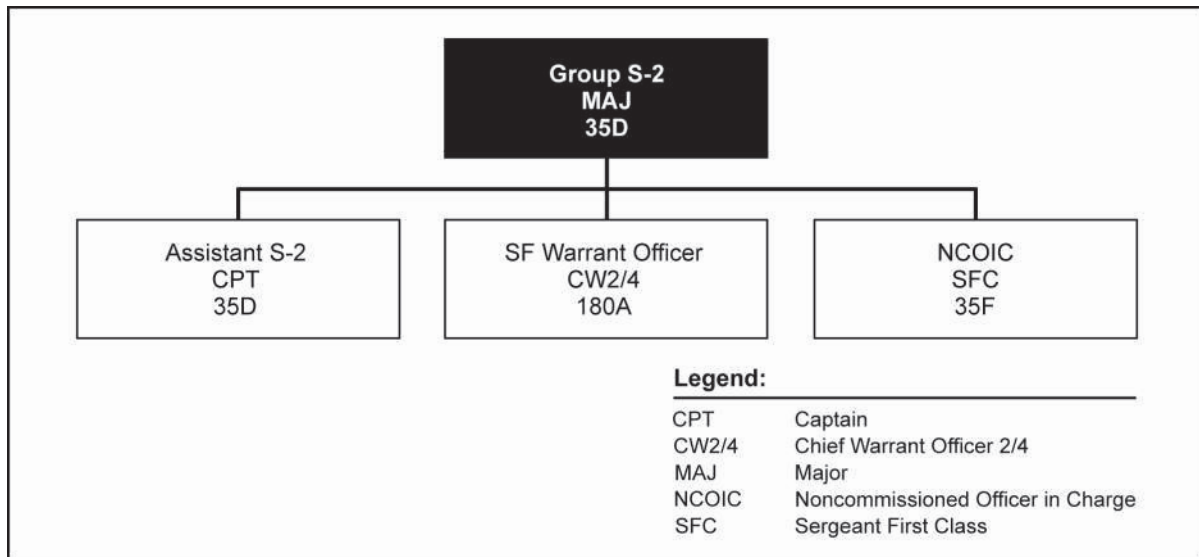 Group S-2
MAJ
35D
Assistant S-2
CPT
35D
SF Warrant Officer
CW2/4
180A
NCOIC
SFC
35F
Legend:
CPT Captain
CW2/4 Chief Warrant Officer 2/4
MAJ Major
NCOIC Noncommissioned Officer in Charge
SFC Sergeant First Class